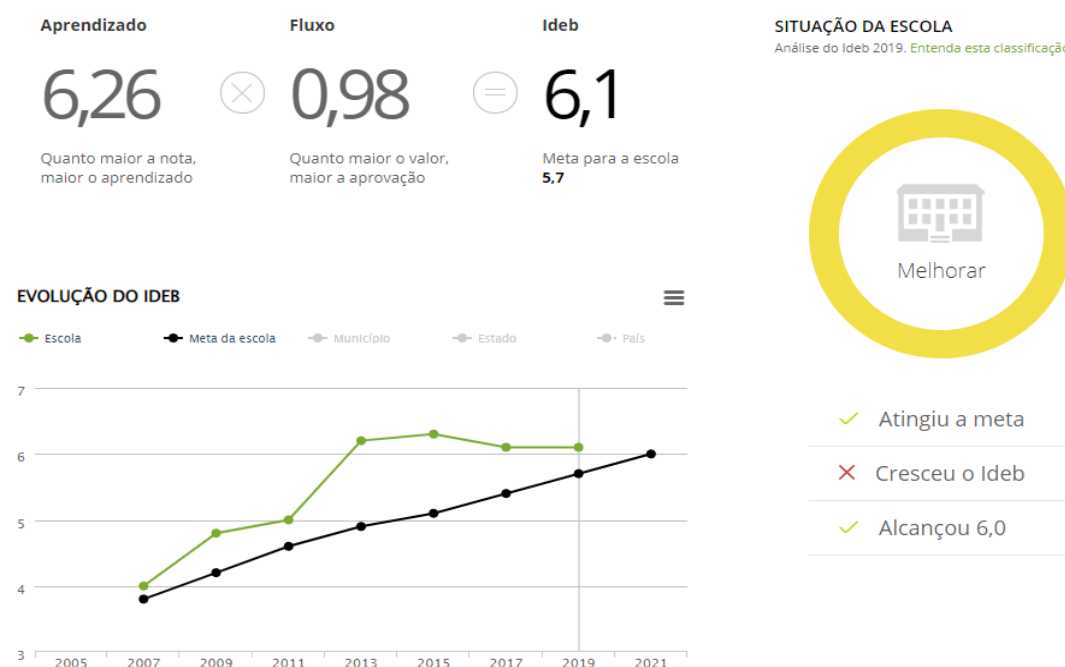 Aprendizado
Fluxo
Ideb
6,26
0,98
6,1
Quanto maior a nota,
maior o aprendizado
Quanto maior o valor,
maior a aprovação
Meta para a escola
5,7
SITUAÇÃO DA ESCOLA
Análise do Ideb 2019. Entenda esta classificação
Melhorar
Atingiu a meta
Cresceu o Ideb
Alcançou 6,0
EVOLUÇÃO DO IDEB
Escola
Meta da escola
Município
Estado
País
7
6
5
4
3
2005 2007 2009 2011 2013 2015 2017 2019 2021